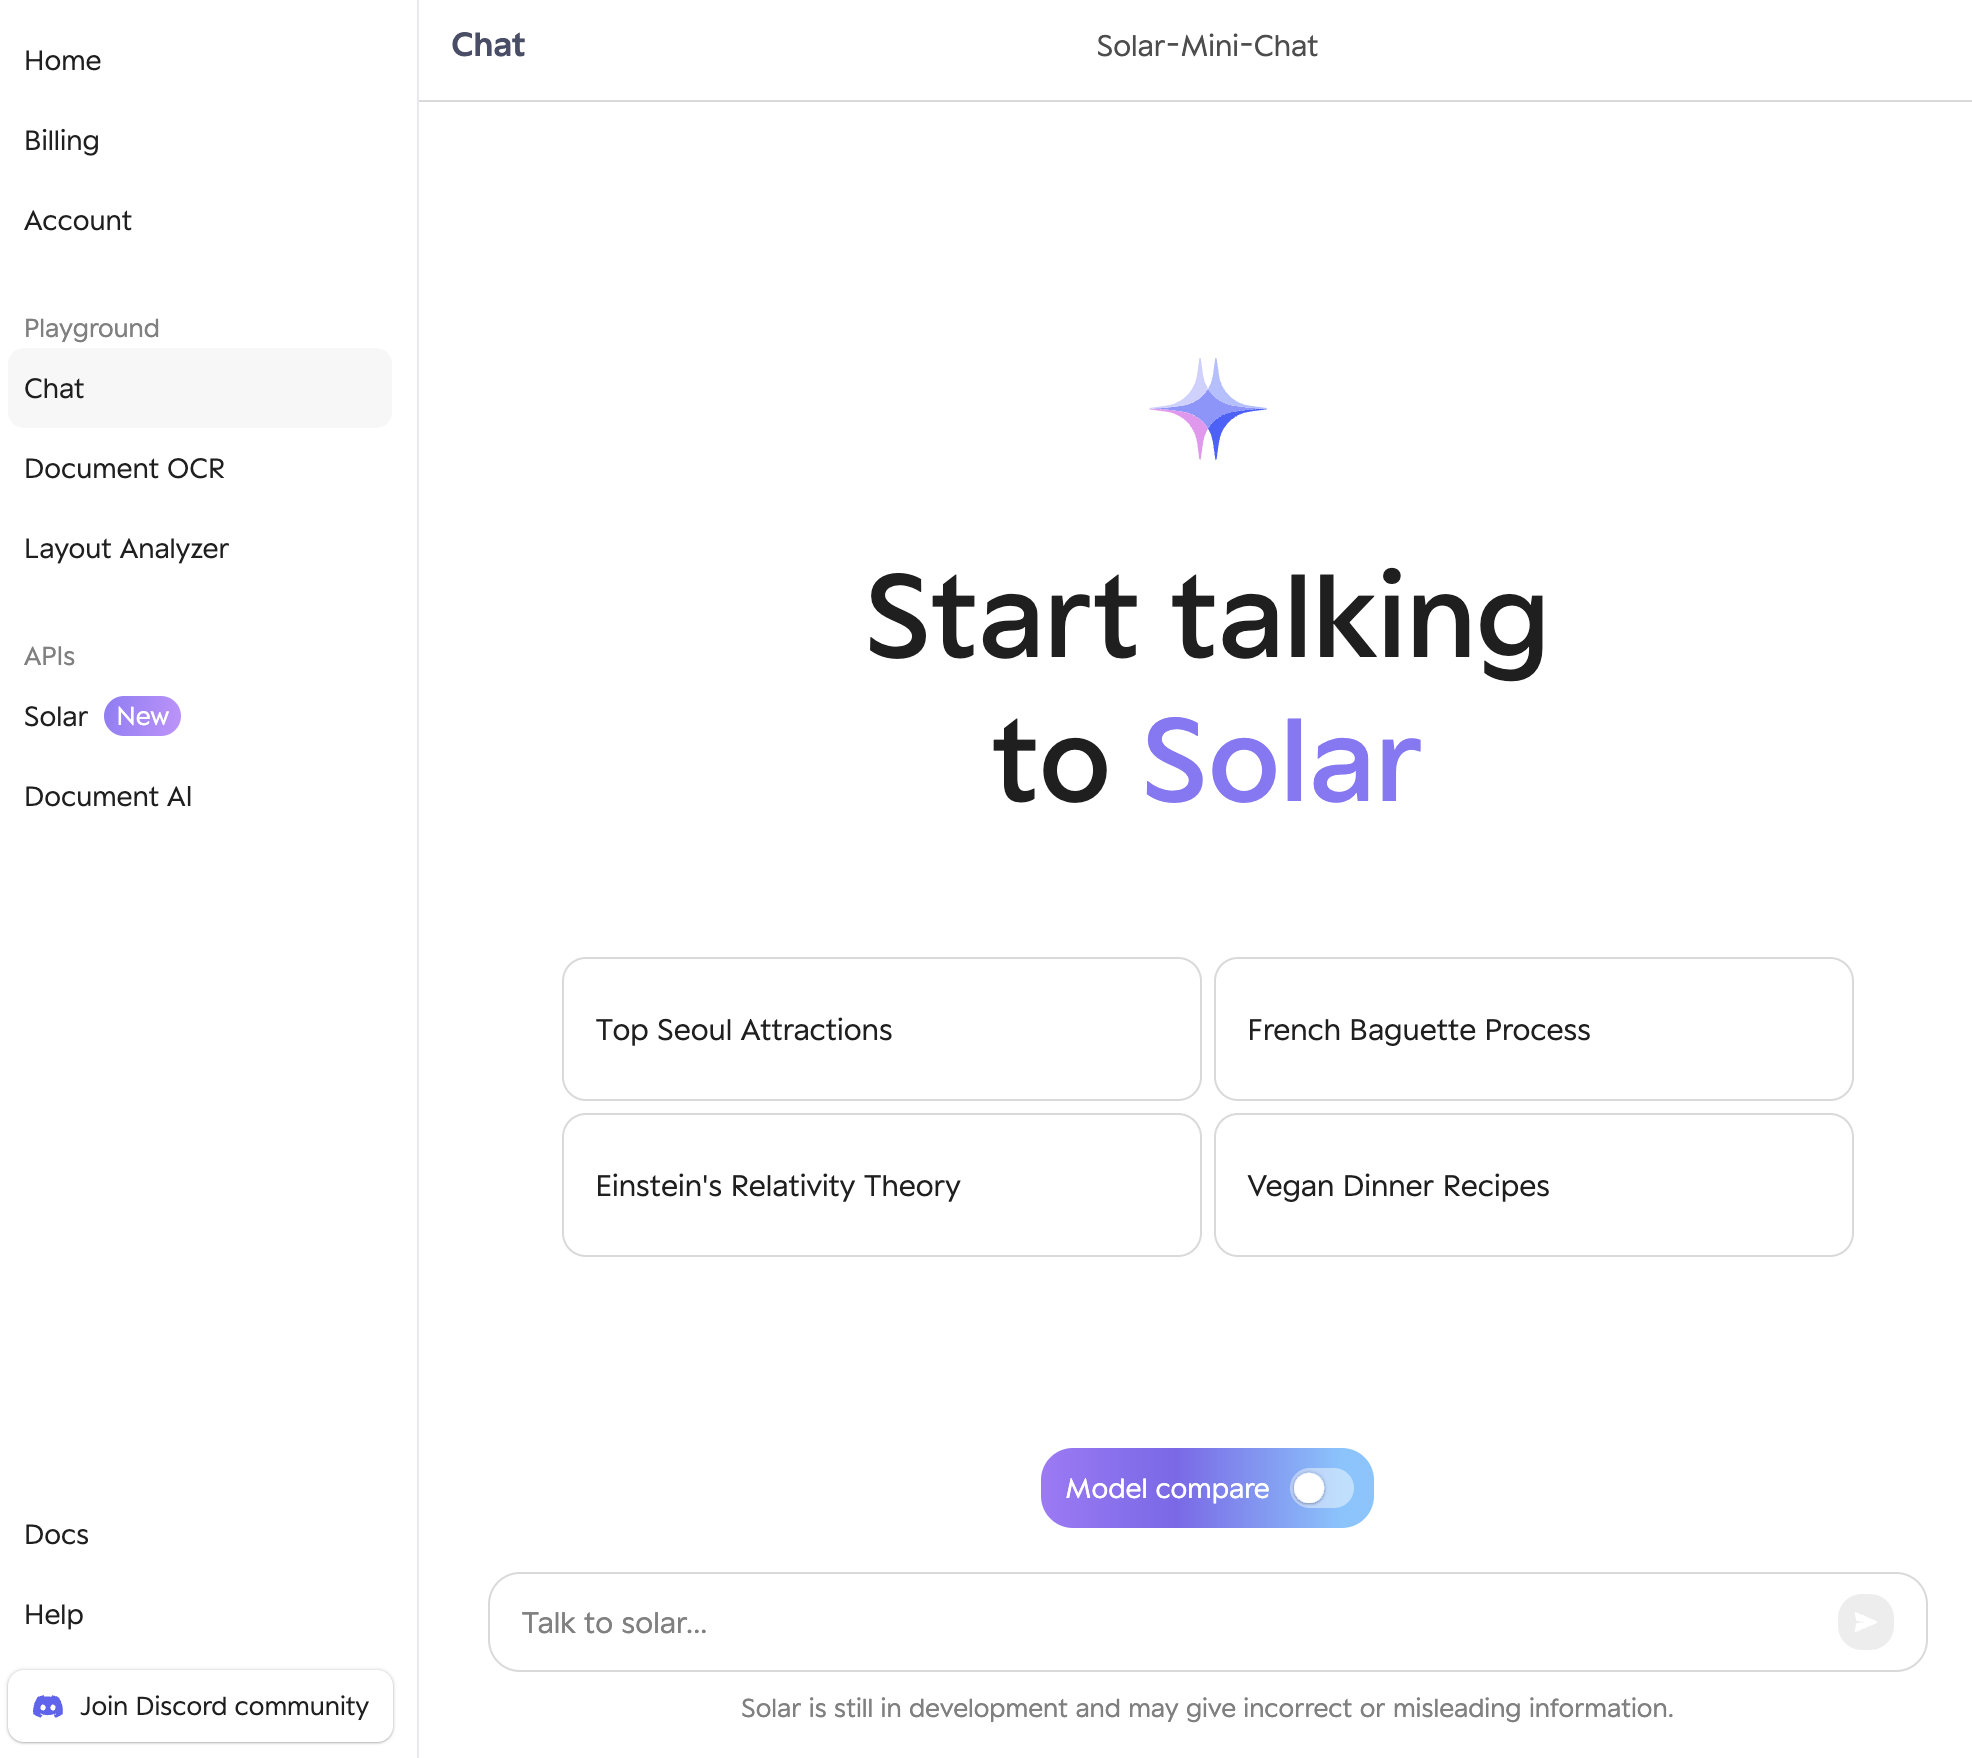 Home
Billing
Account
Playground
Chat
Document OCR
Layout Analyzer
APIs
Solar New
Document AI
Docs
Help
Join Discord community
Chat
Solar-Mini-Chat
Start talking
to Solar
Top Seoul Attractions
French Baguette Process
Einstein's Relativity Theory
Vegan Dinner Recipes
Model compare
Talk to solar...
Solar is still in development and may give incorrect or misleading information.